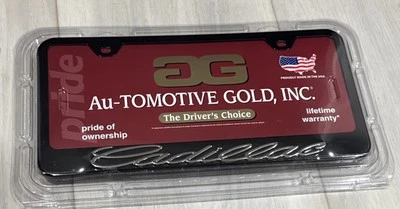 pride
AG
PROUDLY MADE IN THE USA
Au-TOMOTIVE GOLD, INC.®
The Driver's Choice
pride of
ownership
lifetime
warranty*
Cadillac